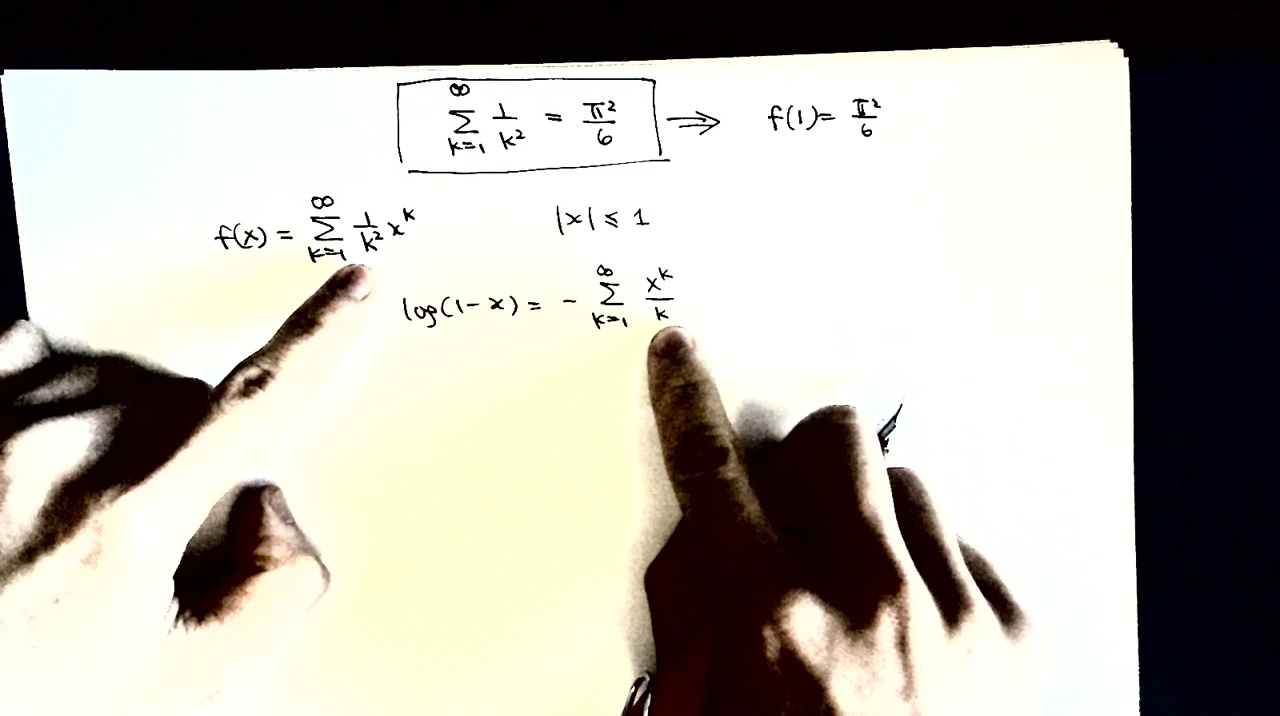 ∑_{k=1}^{∞} 1/k² = π²/6 ⇒ f(1) = π²/6
f(x) = ∑_{k=1}^{∞} 1/k² x^k |x| ≤ 1
log(1-x) = - ∑_{k=1}^{∞} x^k/k